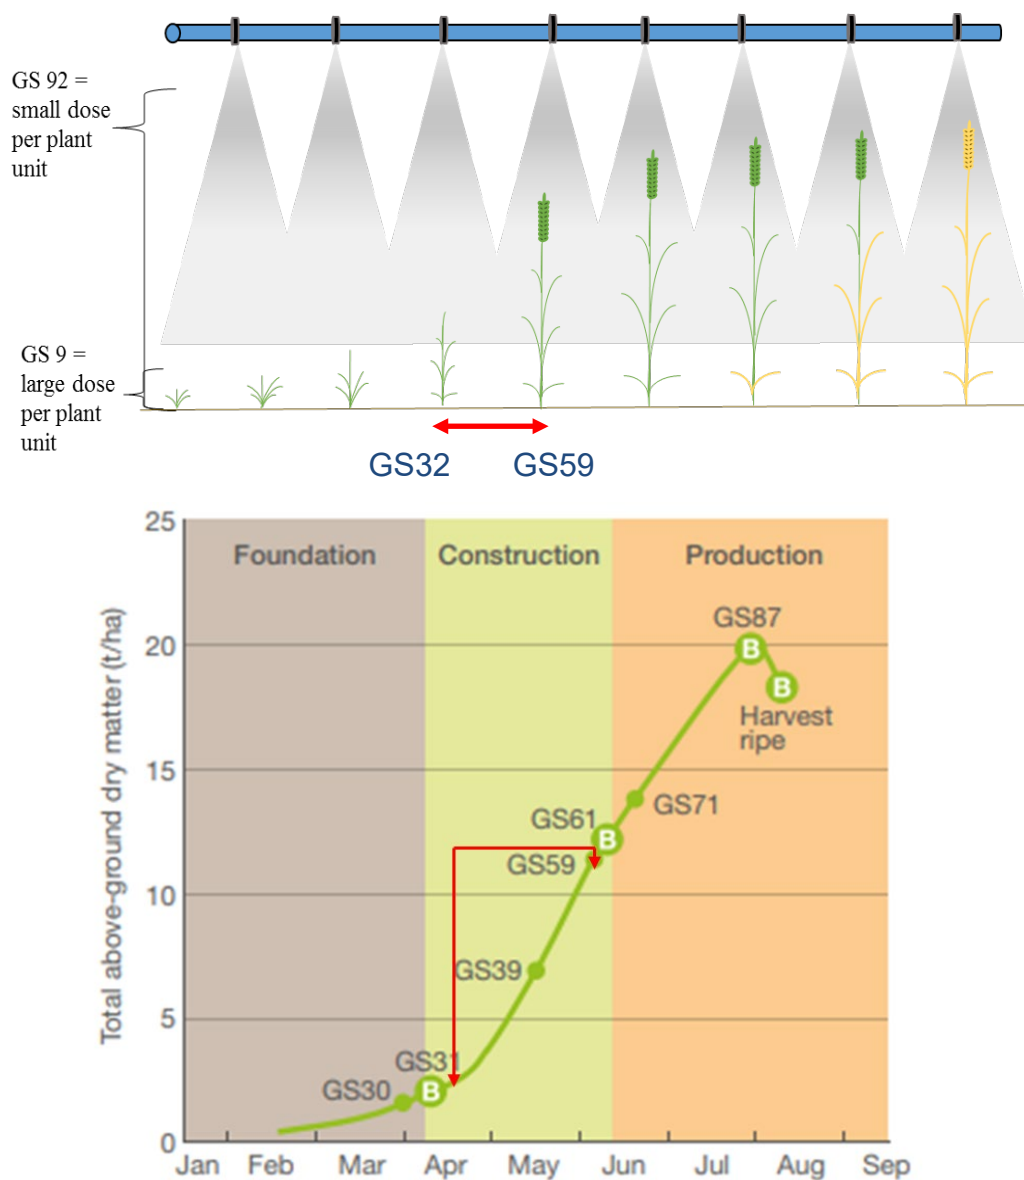 GS 92 =
small dose
per plant
unit
GS 9 =
large dose
per plant
unit
GS32
GS59
25
20
15
10
5
0
Total above-ground dry matter (t/ha)
Foundation
Construction
Production
GS87
B
B
Harvest
ripe
GS61
B
GS71
GS59
GS39
GS31
GS30
B
Jan
Feb
Mar
Apr
May
Jun
Jul
Aug
Sep